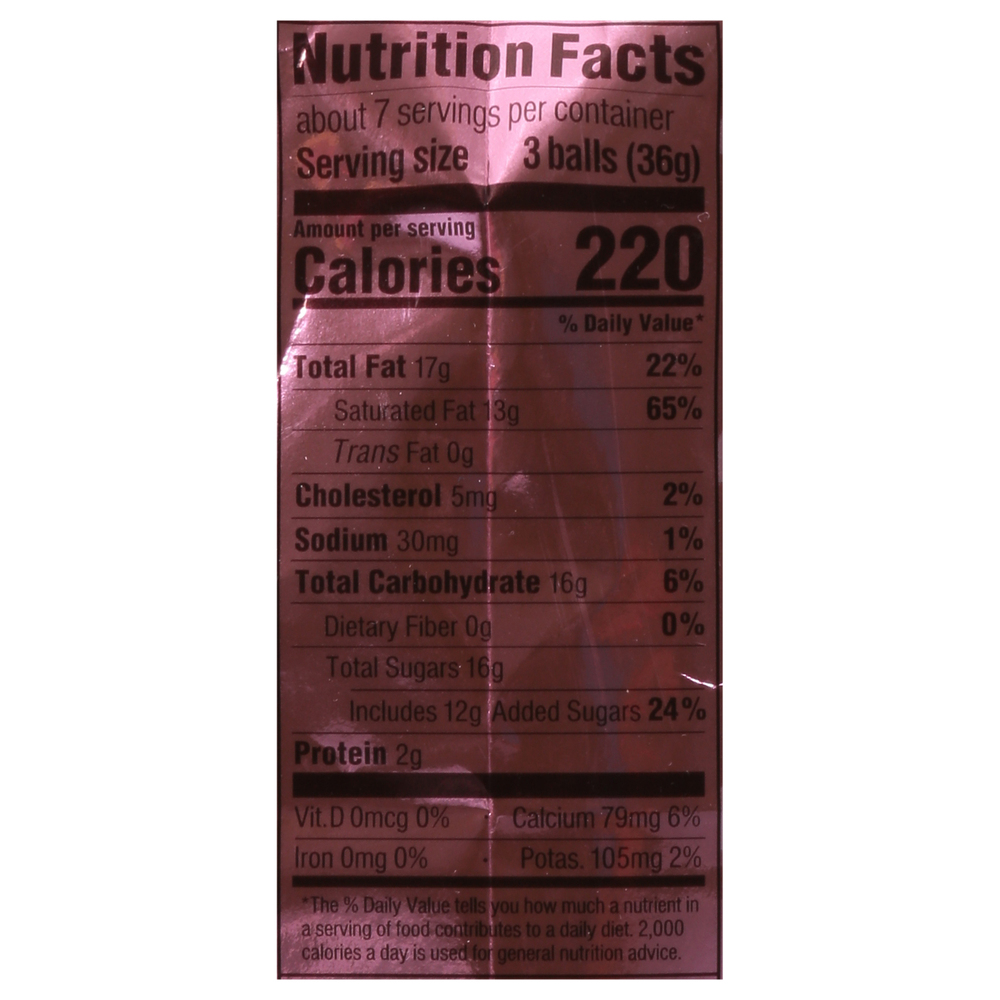 Nutrition Facts
about 7 servings per container
Serving size 3 balls (36g)
Amount per serving
Calories 220
% Daily Value*
Total Fat 17g 22%
Saturated Fat 13g 65%
Trans Fat 0g
Cholesterol 5mg 2%
Sodium 30mg 1%
Total Carbohydrate 16g 6%
Dietary Fiber 0g 0%
Total Sugars 16g
Includes 12g Added Sugars 24%
Protein 2g
Vit.D 0mcg 0% · Calcium 79mg 6%
Iron 0mg 0% · Potas. 105mg 2%
*The % Daily Value tells you how much a nutrient in
a serving of food contributes to a daily diet. 2,000
calories a day is used for general nutrition advice.